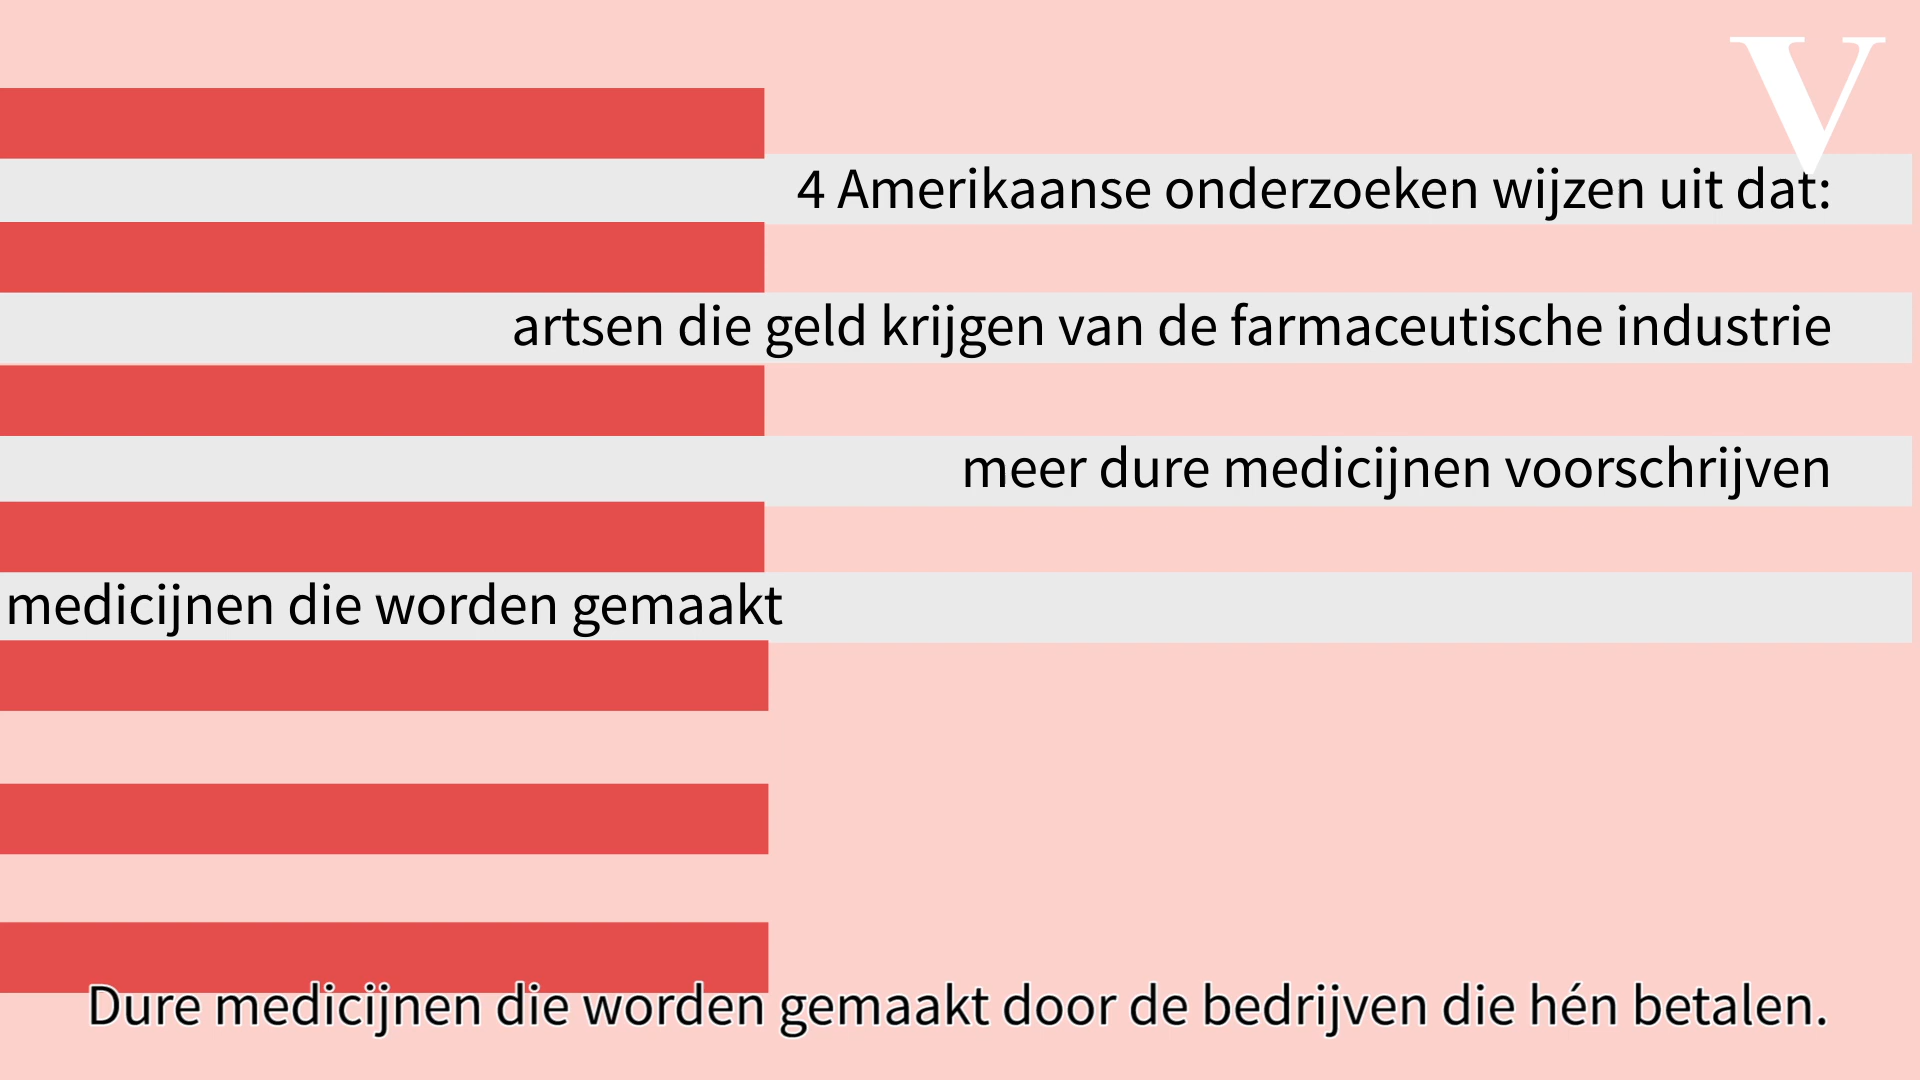 V
4 Amerikaanse onderzoeken wijzen uit dat:
artsen die geld krijgen van de farmaceutische industrie
meer dure medicijnen voorschrijven
medicijnen die worden gemaakt
Dure medicijnen die worden gemaakt door de bedrijven die hén betalen.